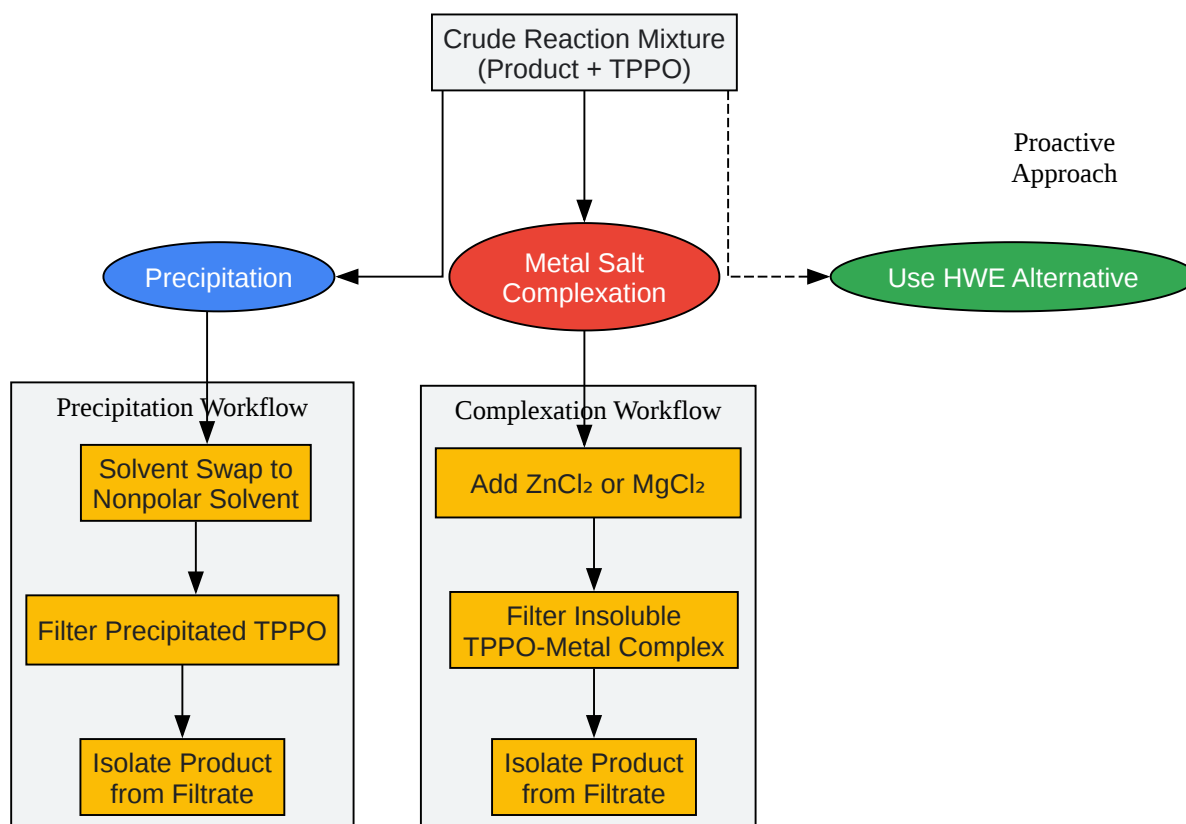 Crude Reaction Mixture
(Product + TPPO)
Proactive
Approach
Precipitation
Metal Salt
Complexation
Use HWE Alternative
Precipitation Workflow
Solvent Swap to
Nonpolar Solvent
Filter Precipitated TPPO
Isolate Product
from Filtrate
Complexation Workflow
Add ZnCl₂ or MgCl₂
Filter Insoluble
TPPO-Metal Complex
Isolate Product
from Filtrate